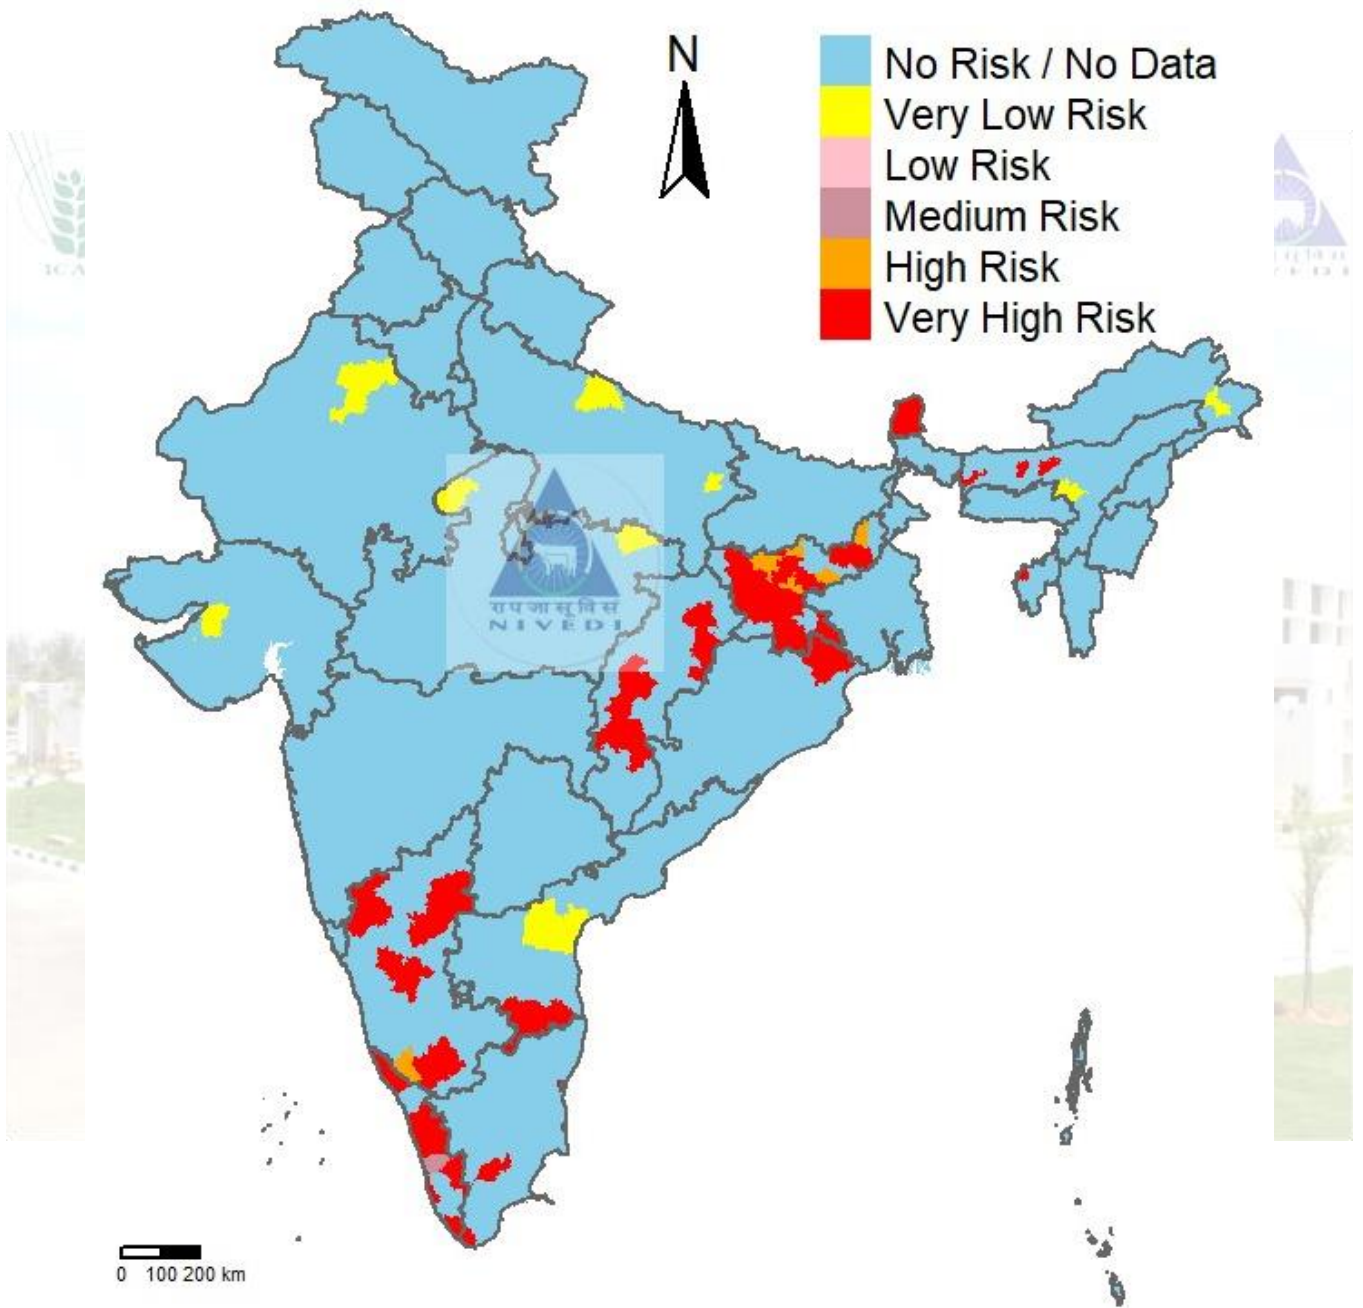 N
No Risk / No Data
Very Low Risk
Low Risk
Medium Risk
High Risk
Very High Risk
राप जा सू वि सं
NIVEDI
0 100 200 km